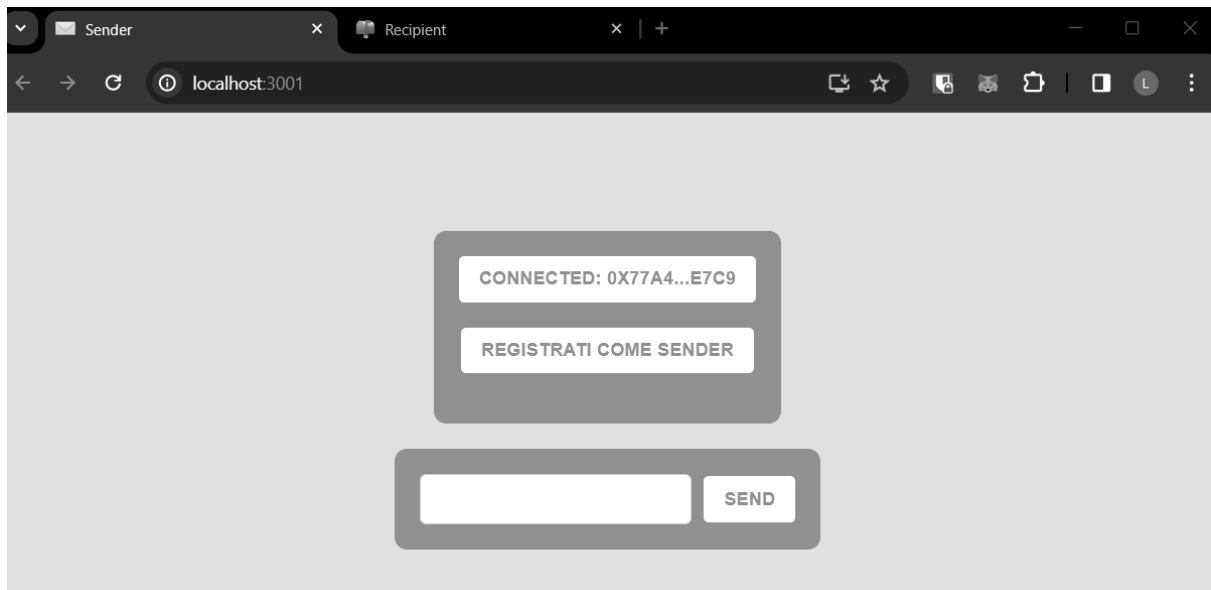 Sender
Recipient
localhost:3001
L
CONNECTED: 0X77A4...E7C9
REGISTRATI COME SENDER
SEND